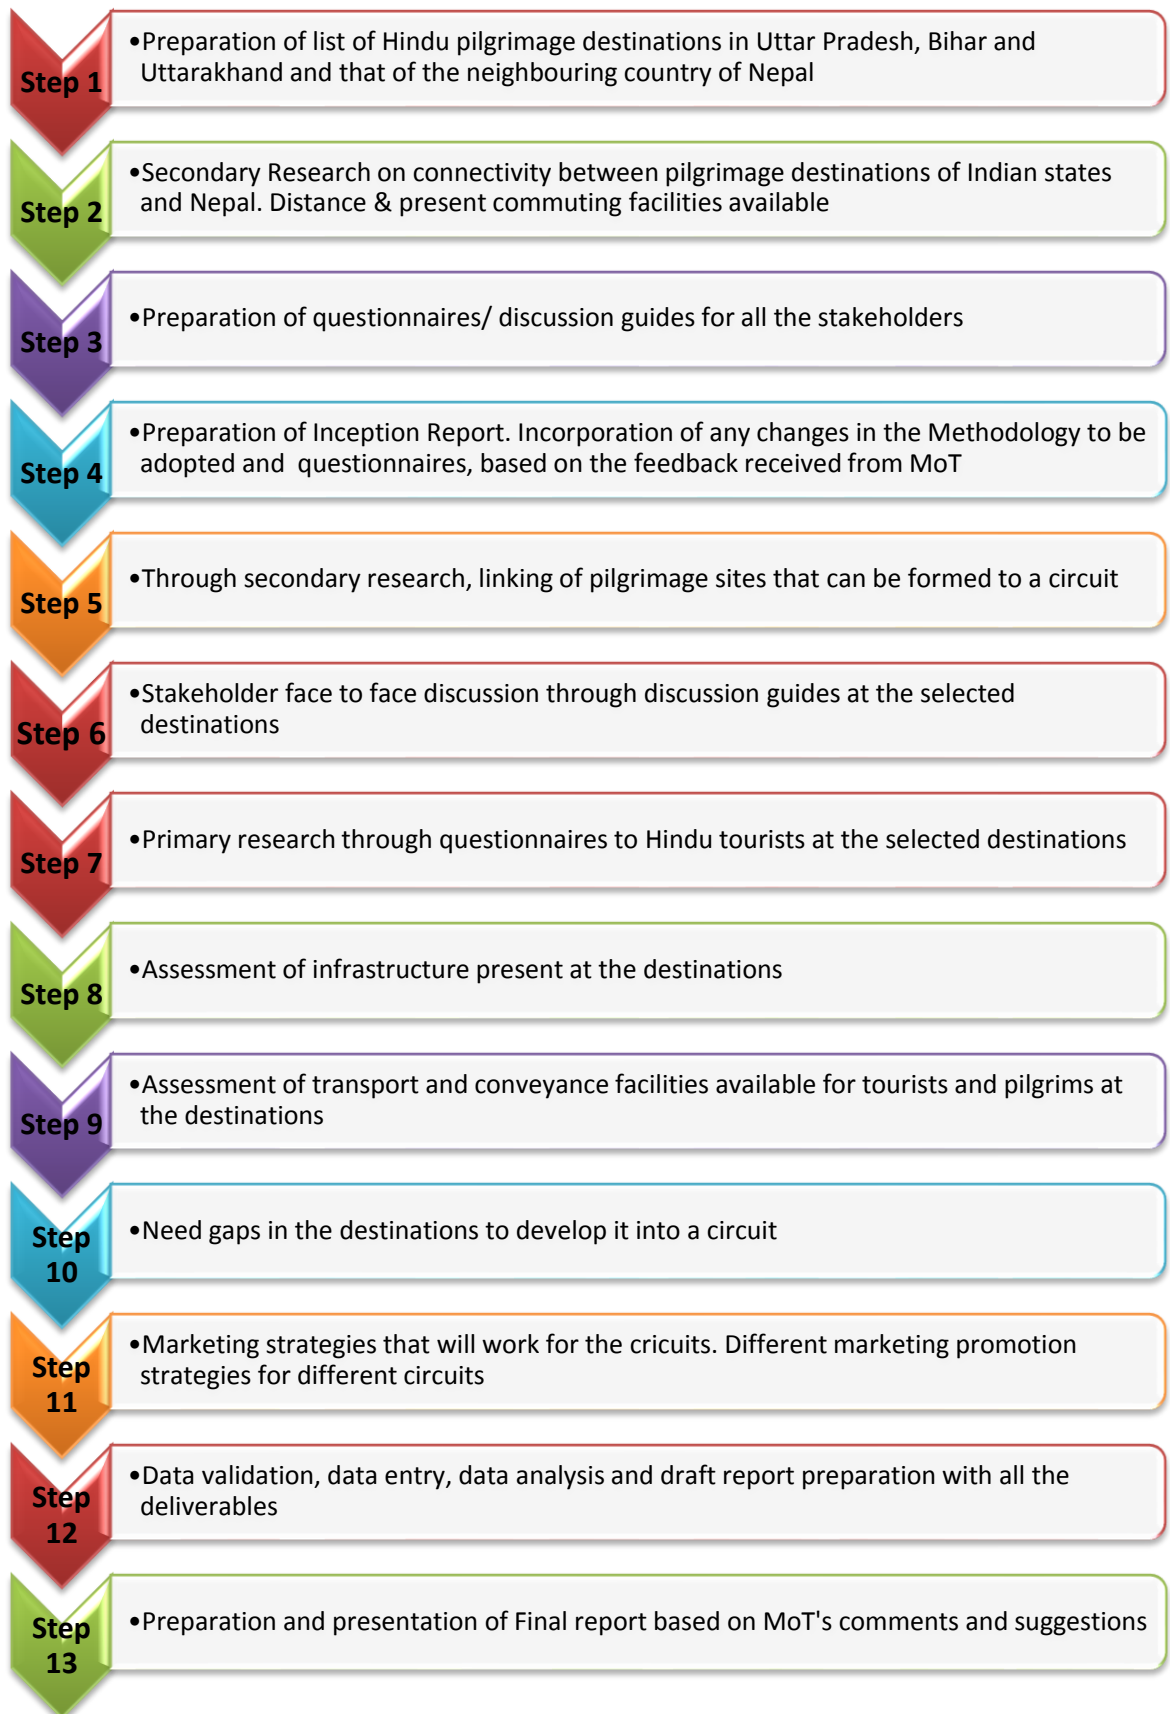 Step 1
•Preparation of list of Hindu pilgrimage destinations in Uttar Pradesh, Bihar and
Uttarakhand and that of the neighbouring country of Nepal
Step 2
•Secondary Research on connectivity between pilgrimage destinations of Indian states
and Nepal. Distance & present commuting facilities available
Step 3
•Preparation of questionnaires/ discussion guides for all the stakeholders
Step 4
•Preparation of Inception Report. Incorporation of any changes in the Methodology to be
adopted and  questionnaires, based on the feedback received from MoT
Step 5
•Through secondary research, linking of pilgrimage sites that can be formed to a circuit
Step 6
•Stakeholder face to face discussion through discussion guides at the selected
destinations
Step 7
•Primary research through questionnaires to Hindu tourists at the selected destinations
Step 8
•Assessment of infrastructure present at the destinations
Step 9
•Assessment of transport and conveyance facilities available for tourists and pilgrims at
the destinations
Step
10
•Need gaps in the destinations to develop it into a circuit
Step
11
•Marketing strategies that will work for the cricuits. Different marketing promotion
strategies for different circuits
Step
12
•Data validation, data entry, data analysis and draft report preparation with all the
deliverables
Step
13
•Preparation and presentation of Final report based on MoT's comments and suggestions